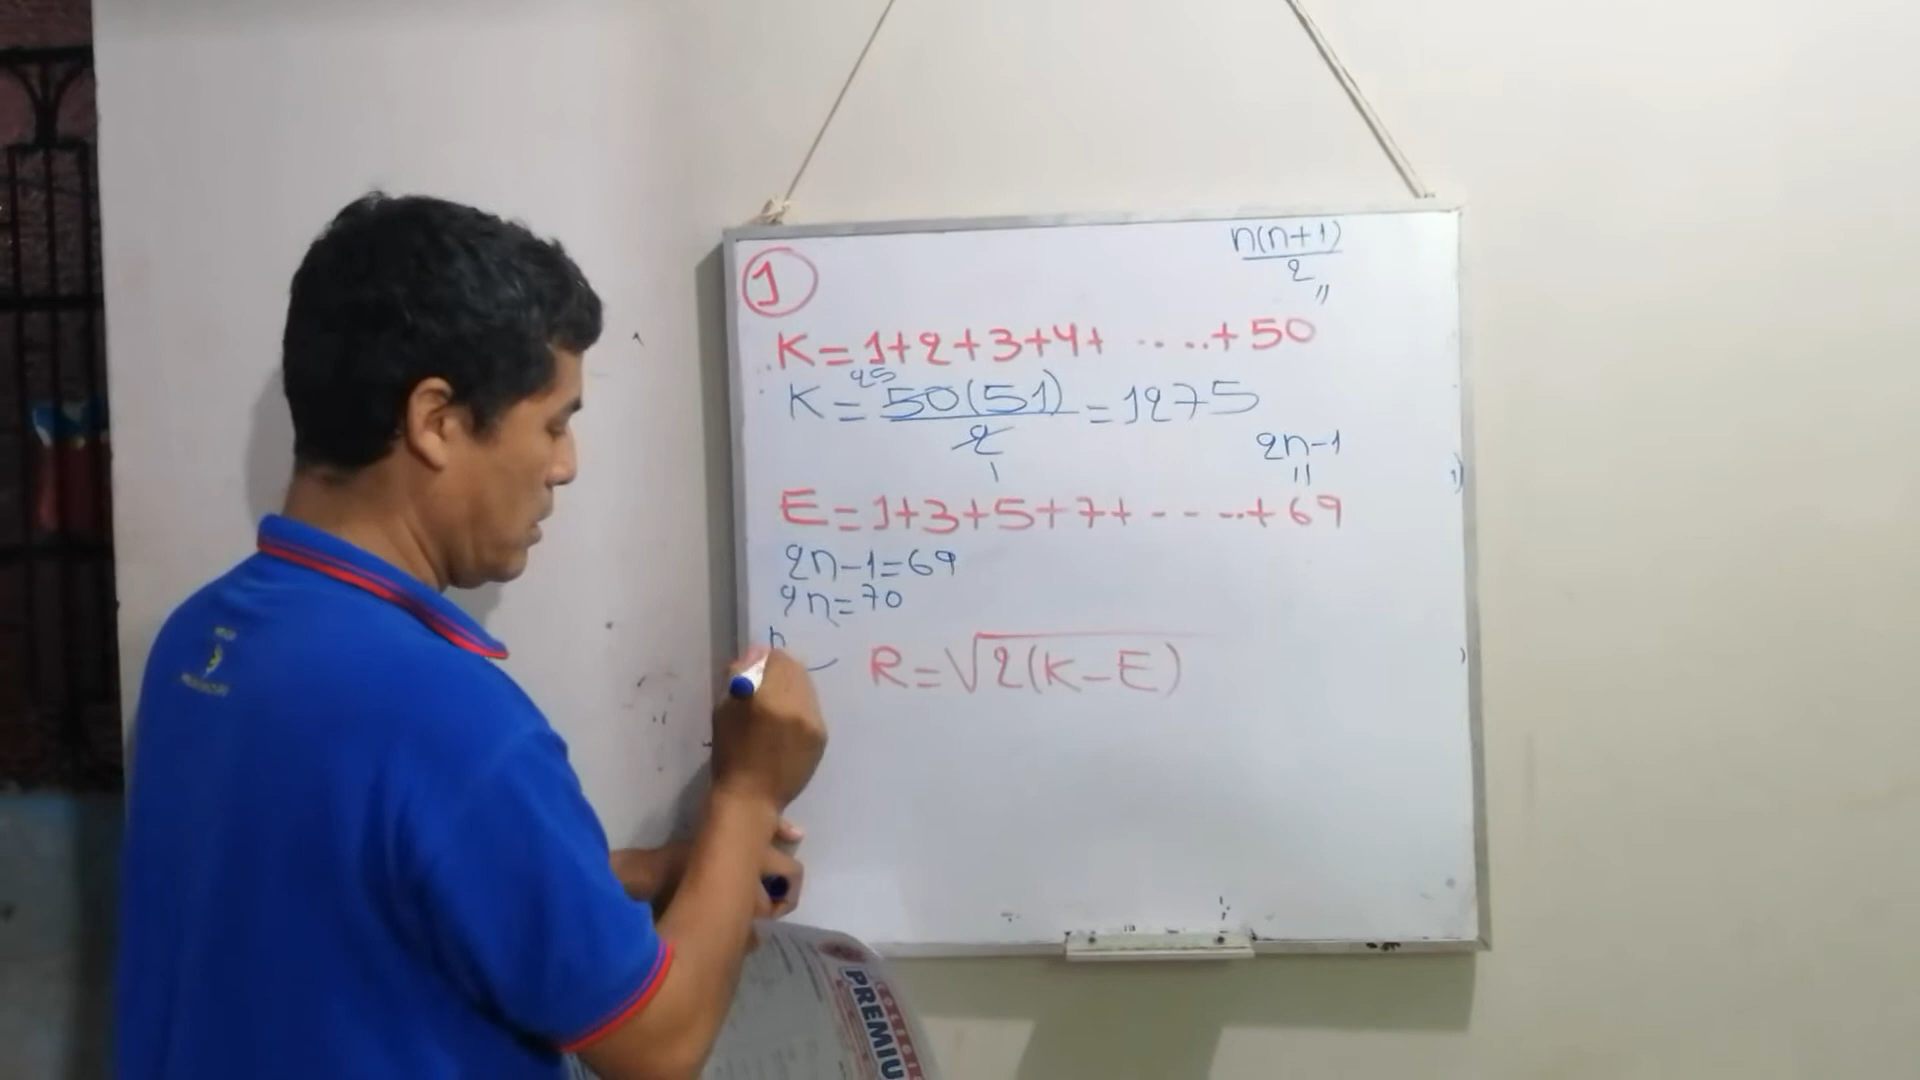 n(n+1)
2
1
K=1+2+3+4+ .....+50
25
K=50(51)=1275
2
1
2n-1
E=1+3+5+7+----..+69
2n-1=69
2n=70
n
R=√2(K-E)
COLEGIO
PREMIU